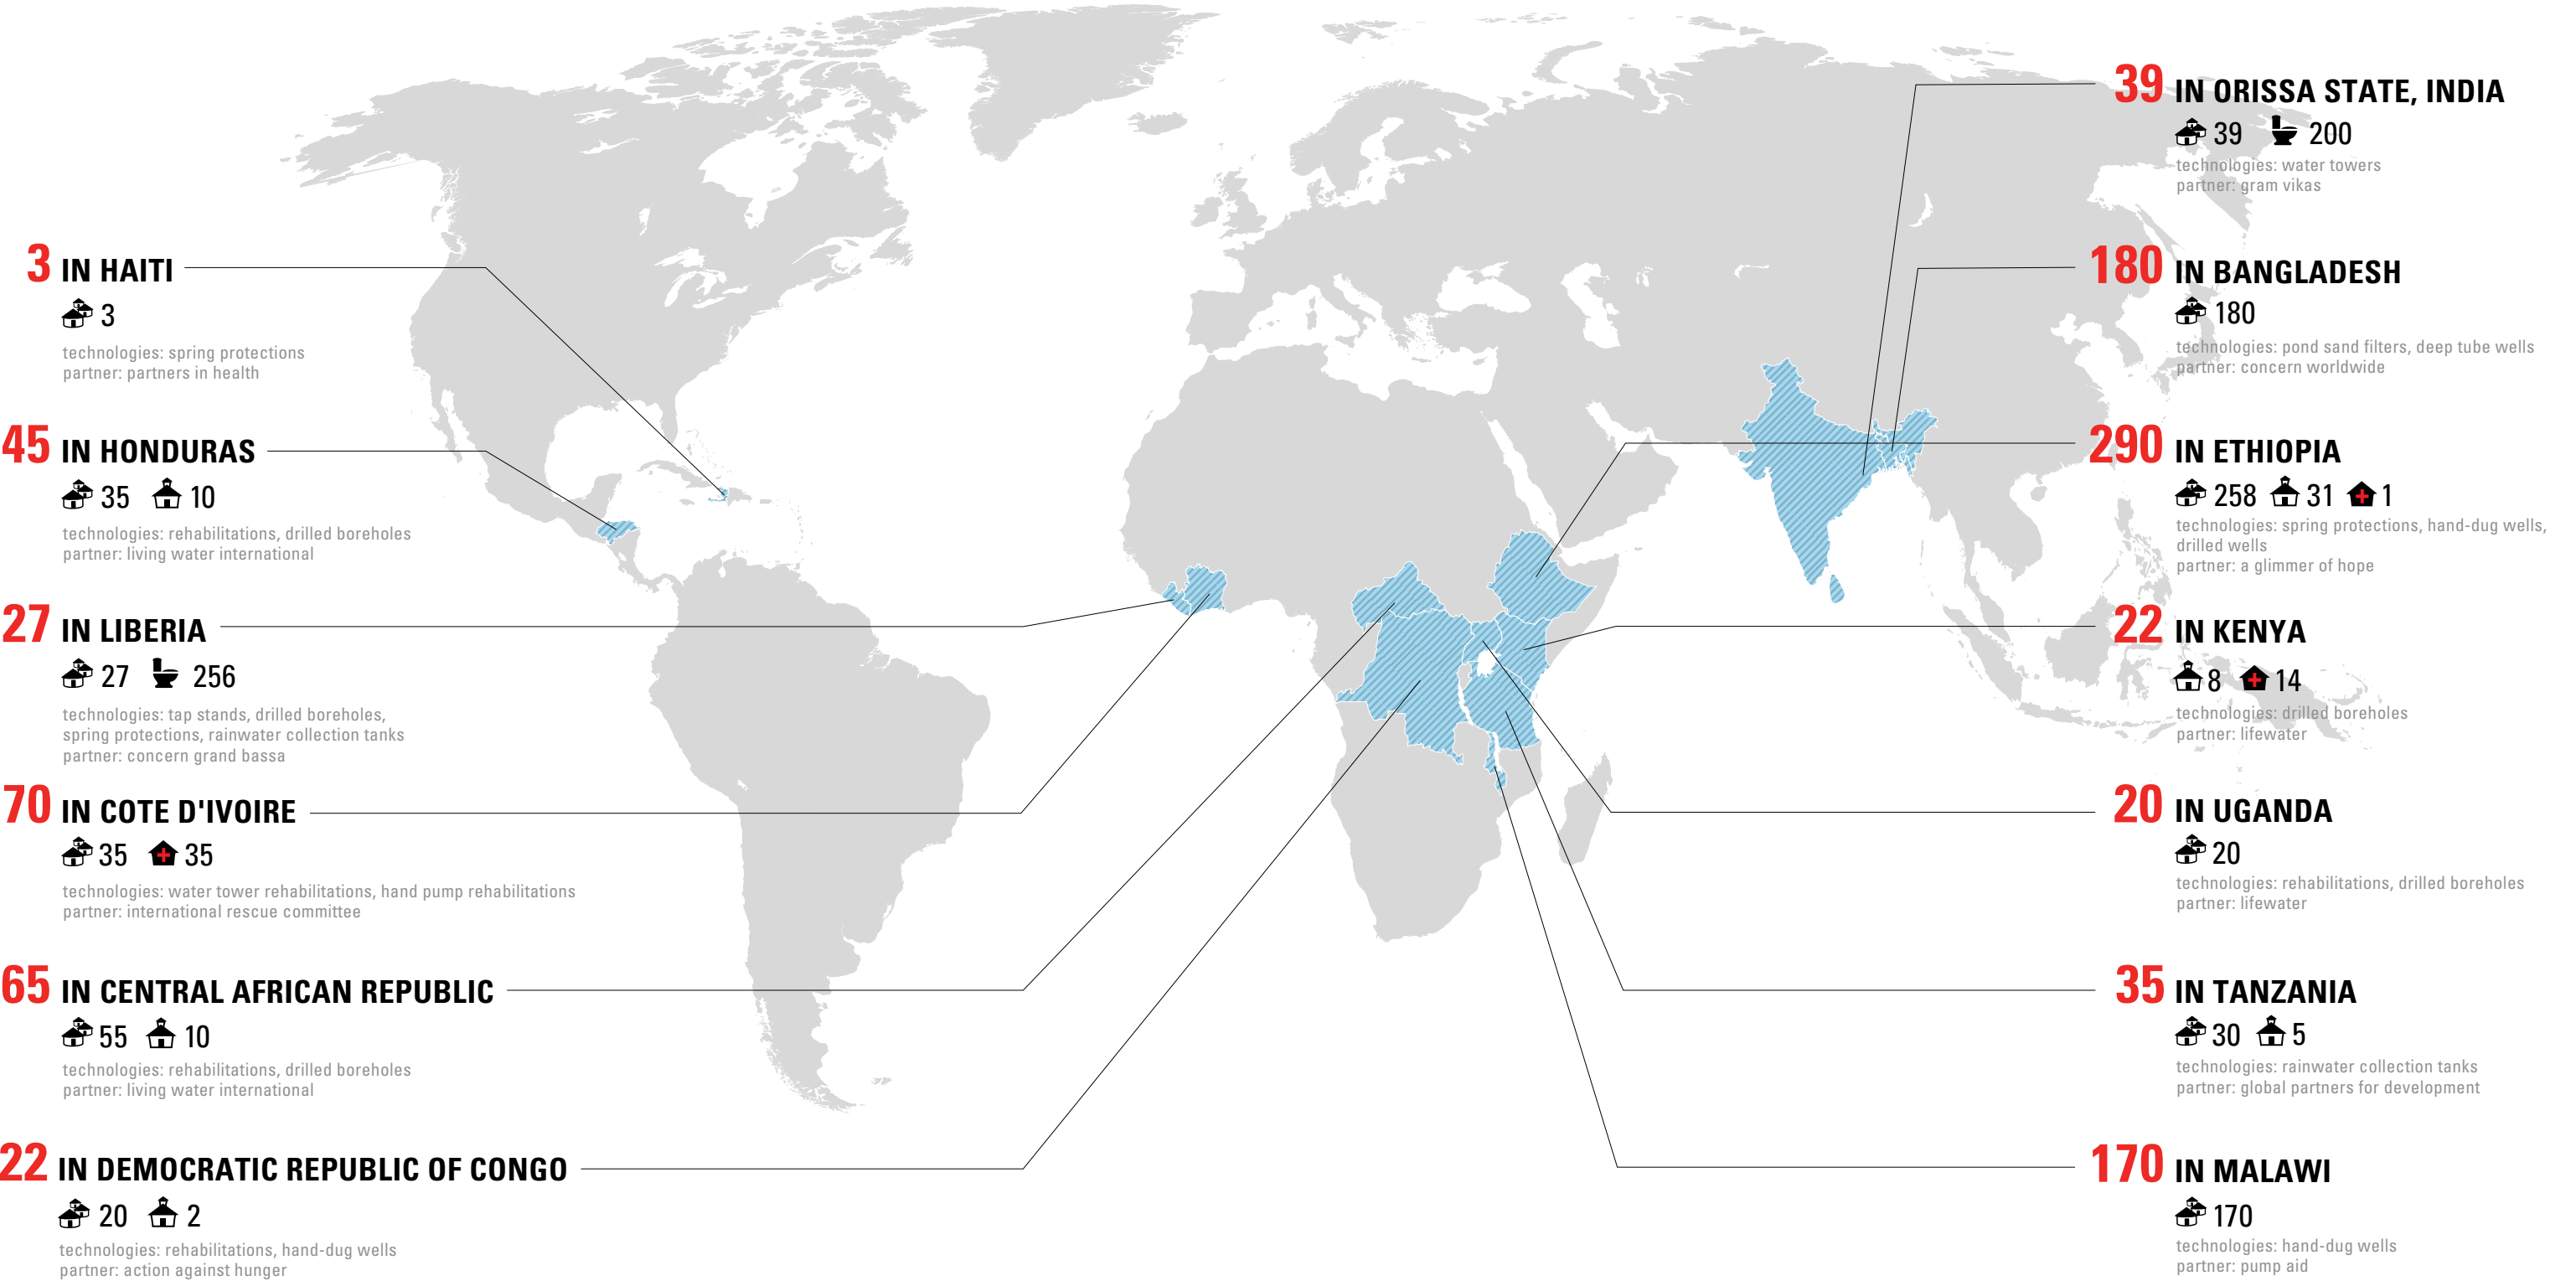 3 IN HAITI
3
technologies: spring protections
partner: partners in health
45 IN HONDURAS
35 10
technologies: rehabilitations, drilled boreholes
partner: living water international
27 IN LIBERIA
27 256
technologies: tap stands, drilled boreholes,
spring protections, rainwater collection tanks
partner: concern grand bassa
70 IN COTE D'IVOIRE
35 35
technologies: water tower rehabilitations, hand pump rehabilitations
partner: international rescue committee
65 IN CENTRAL AFRICAN REPUBLIC
55 10
technologies: rehabilitations, drilled boreholes
partner: living water international
22 IN DEMOCRATIC REPUBLIC OF CONGO
20 2
technologies: rehabilitations, hand-dug wells
partner: action against hunger
39 IN ORISSA STATE, INDIA
39 200
technologies: water towers
partner: gram vikas
180 IN BANGLADESH
180
technologies: pond sand filters, deep tube wells
partner: concern worldwide
290 IN ETHIOPIA
258 31 1
technologies: spring protections, hand-dug wells,
drilled wells
partner: a glimmer of hope
22 IN KENYA
8 14
technologies: drilled boreholes
partner: lifewater
20 IN UGANDA
20
technologies: rehabilitations, drilled boreholes
partner: lifewater
35 IN TANZANIA
30 5
technologies: rainwater collection tanks
partner: global partners for development
170 IN MALAWI
170
technologies: hand-dug wells
partner: pump aid